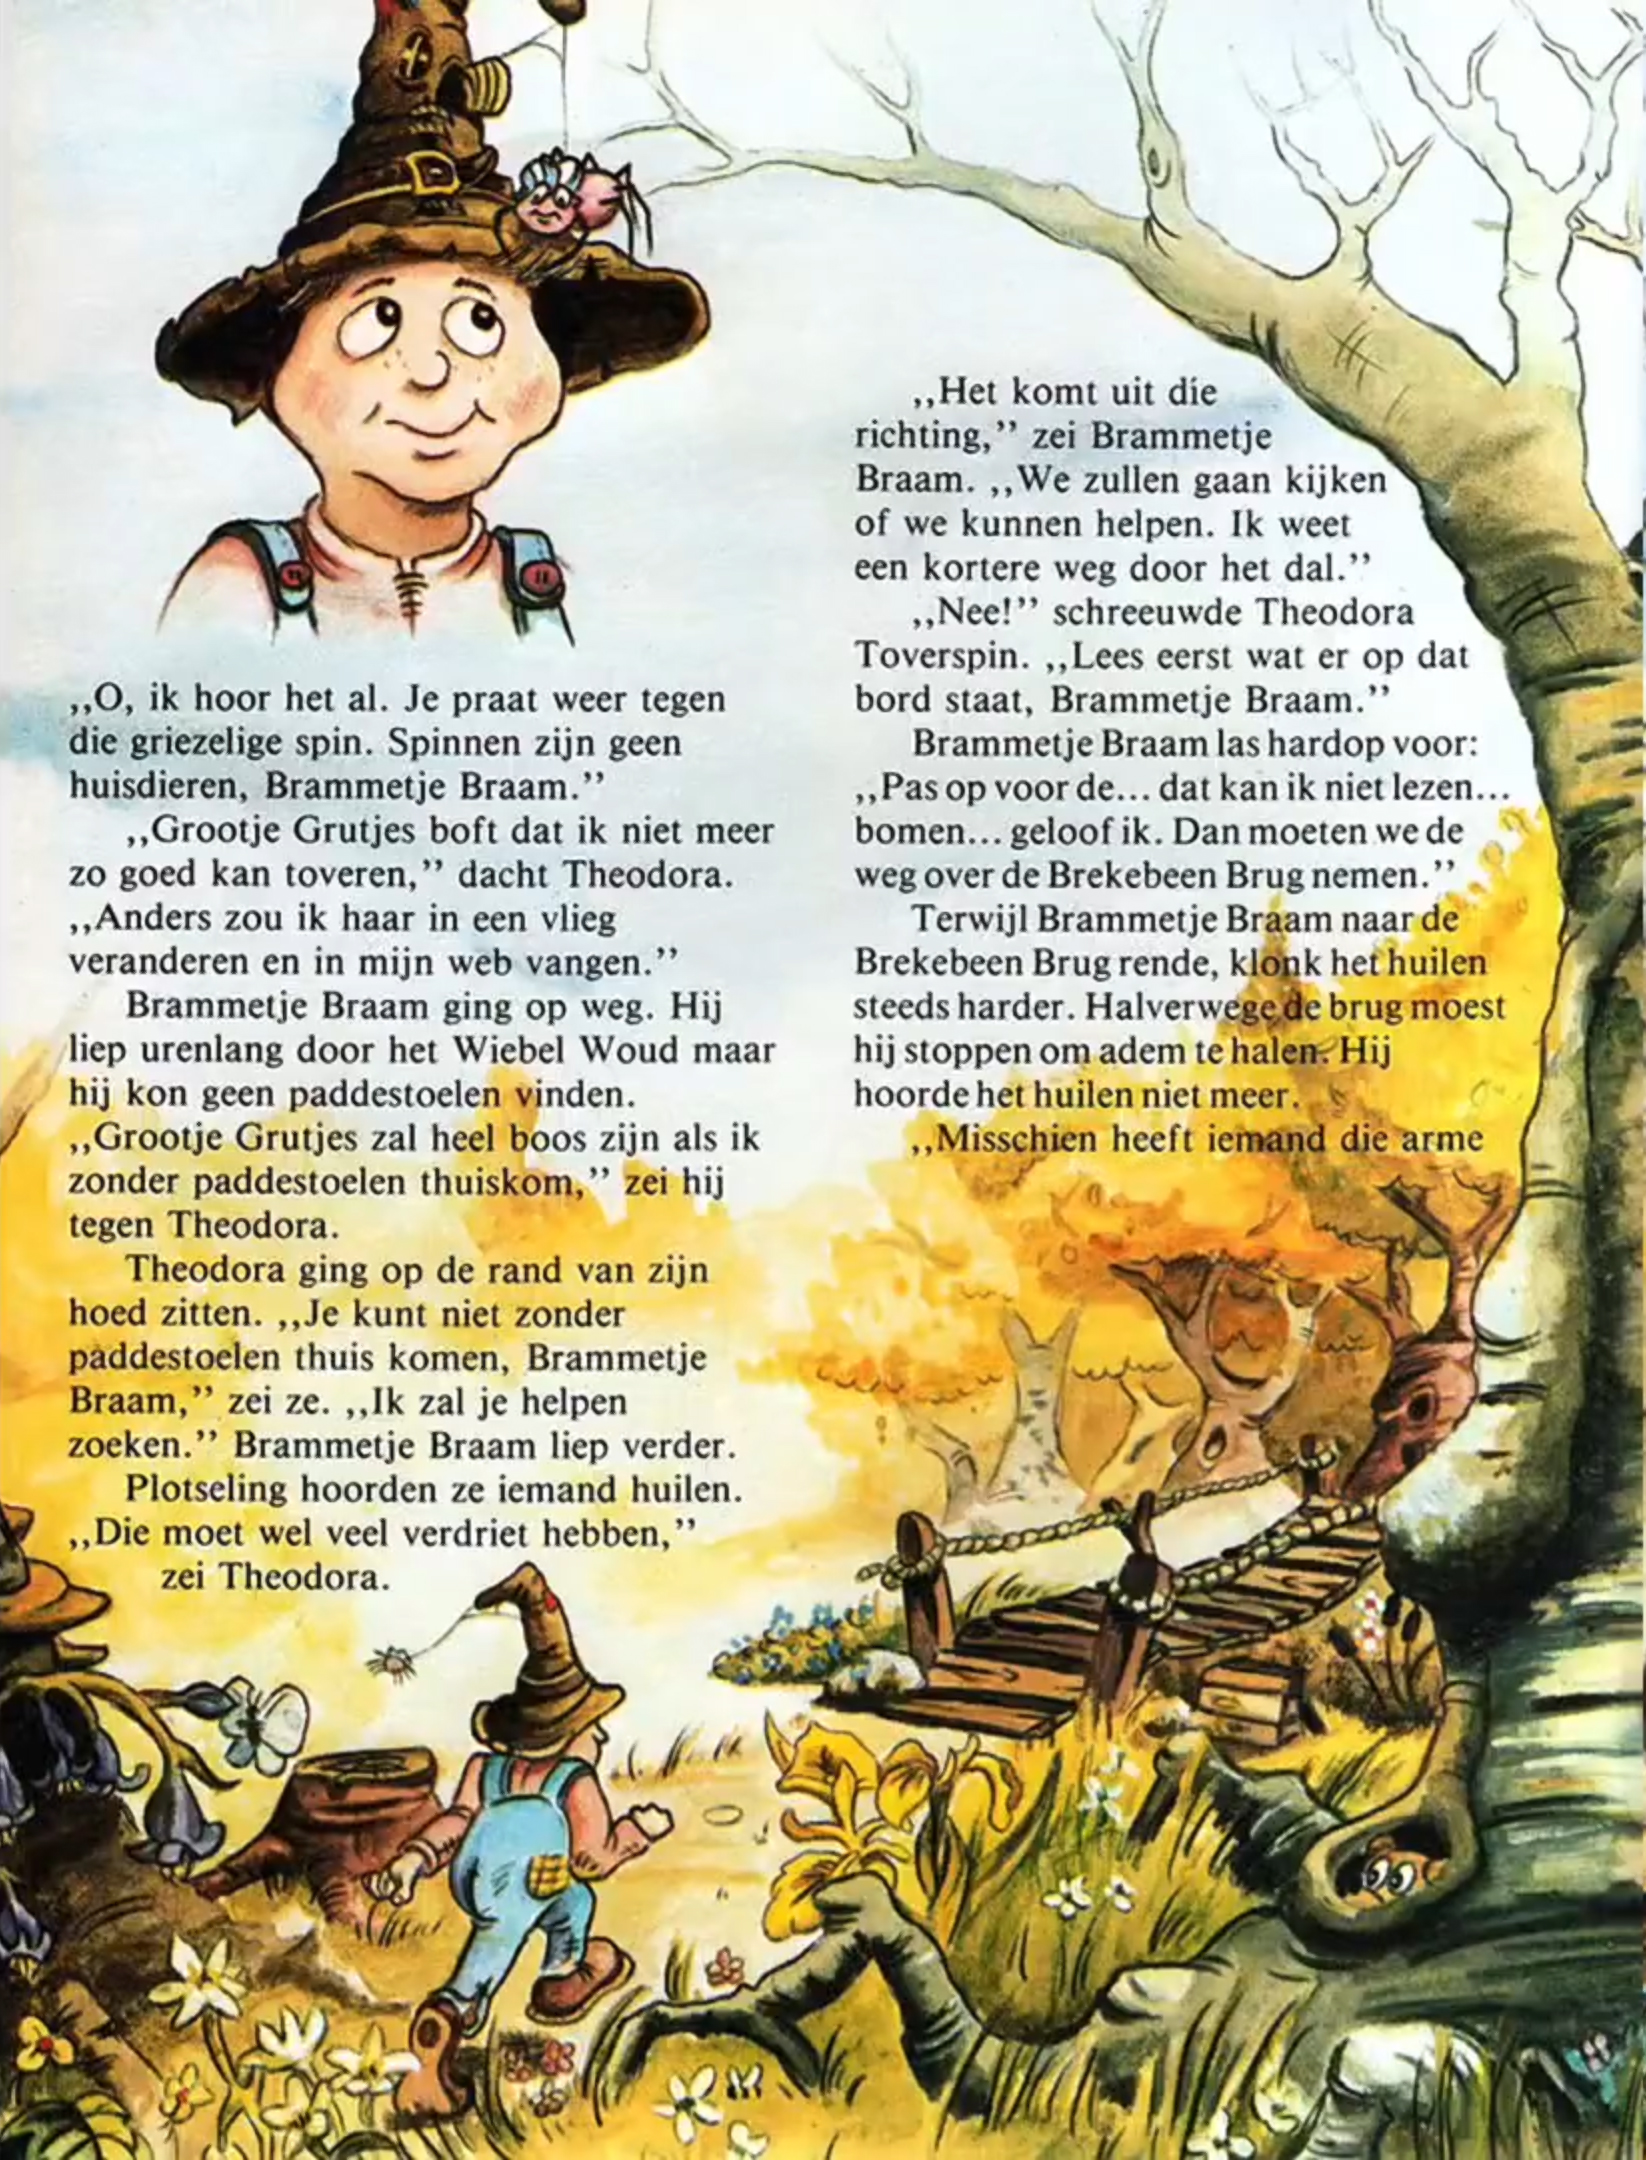 ,,O, ik hoor het al. Je praat weer tegen
die griezelige spin. Spinnen zijn geen
huisdieren, Brammetje Braam.”
,,Grootje Grutjes boft dat ik niet meer
zo goed kan toveren,” dacht Theodora.
,,Anders zou ik haar in een vlieg
veranderen en in mijn web vangen.”
Brammetje Braam ging op weg. Hij
liep urenlang door het Wiebel Woud maar
hij kon geen paddestoelen vinden.
,,Grootje Grutjes zal heel boos zijn als ik
zonder paddestoelen thuiskom,” zei hij
tegen Theodora.
Theodora ging op de rand van zijn
hoed zitten. ,,Je kunt niet zonder
paddestoelen thuis komen, Brammetje
Braam,” zei ze. ,,Ik zal je helpen
zoeken.” Brammetje Braam liep verder.
Plotseling hoorden ze iemand huilen.
,,Die moet wel veel verdriet hebben,”
zei Theodora.
,,Het komt uit díe
richting,” zei Brammetje
Braam. ,,We zullen gaan kijken
of we kunnen helpen. Ik weet
een kortere weg door het dal.”
,,Nee!” schreeuwde Theodora
Toverspin. ,,Lees eerst wat er op dat
bord staat, Brammetje Braam.”
Brammetje Braam las hardop voor:
,,Pas op voor de... dat kan ik niet lezen...
bomen... geloof ik. Dan moeten we de
weg over de Brekebeen Brug nemen.”
Terwijl Brammetje Braam naar de
Brekebeen Brug rende, klonk het huilen
steeds harder. Halverwege de brug moest
hij stoppen om adem te halen. Hij
hoorde het huilen niet meer.
,,Misschien heeft iemand die arme